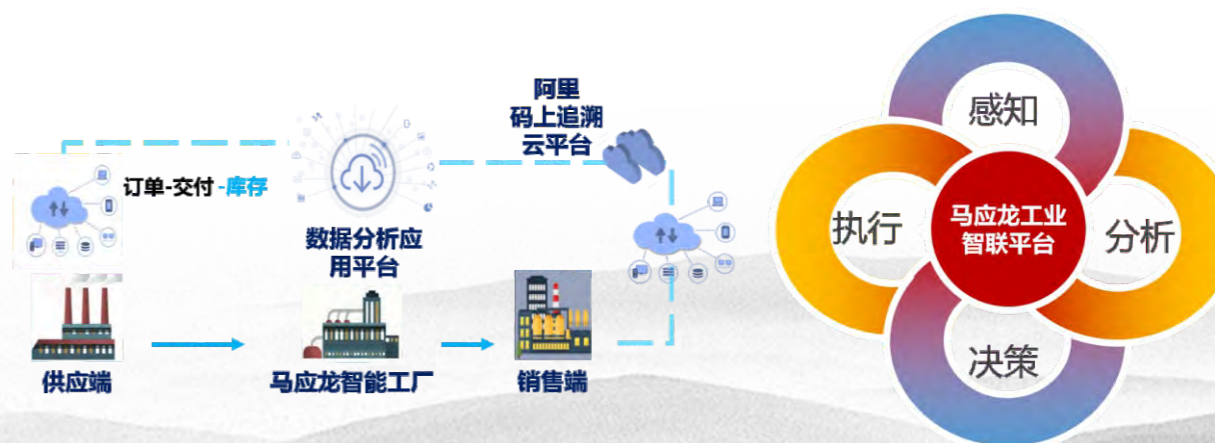 阿里
码上追溯
云平台
订单-交付-库存
数据分析应
用平台
供应端
马应龙智能工厂
销售端
感知
执行
马应龙工业
智联平台
分析
决策